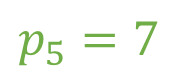 p₅ = 7